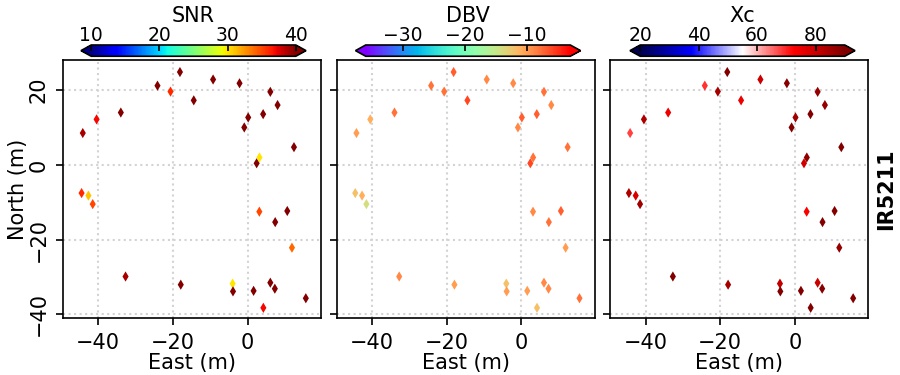 SNR DBV Xc
10 20 30 40 −30 −20 −10 20 40 60 80
20
0
−20
−40
North (m)
IR5211
−40 −20 0 −40 −20 0 −40 −20 0
East (m) East (m) East (m)